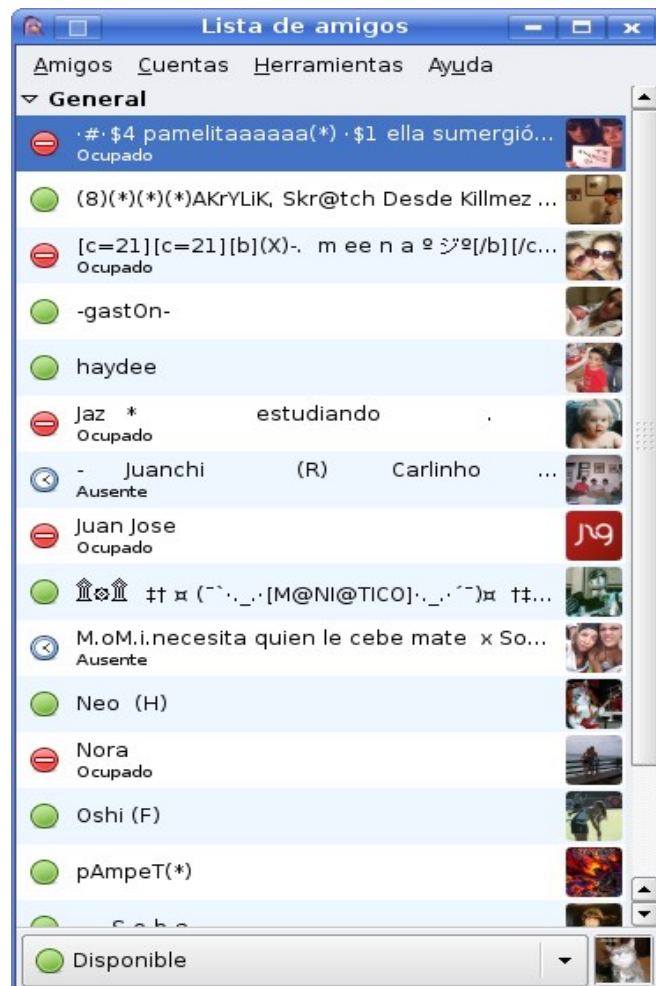 Lista de amigos
Amigos Cuentas Herramientas Ayuda
General
·#·$4 pamelitaaaaaa(*) ·$1 ella sumergió...
Ocupado
(8)(*)(*)(*)AKrYLiK, Skr@tch Desde Killmez ...
[c=21][c=21][b](X)-. m ee n a º ジº[/b][/c...
Ocupado
-gastOn-
haydee
Jaz * estudiando .
Ocupado
- Juanchi (R) Carlinho ...
Ausente
Juan Jose
Ocupado
‡† ¤ (¯`·._.·[M@NI@TICO]·._.·´¯)¤ †‡...
M.oM.i.necesita quien le cebe mate x So...
Ausente
Neo (H)
Nora
Ocupado
Oshi (F)
pAmpeT(*)
Disponible